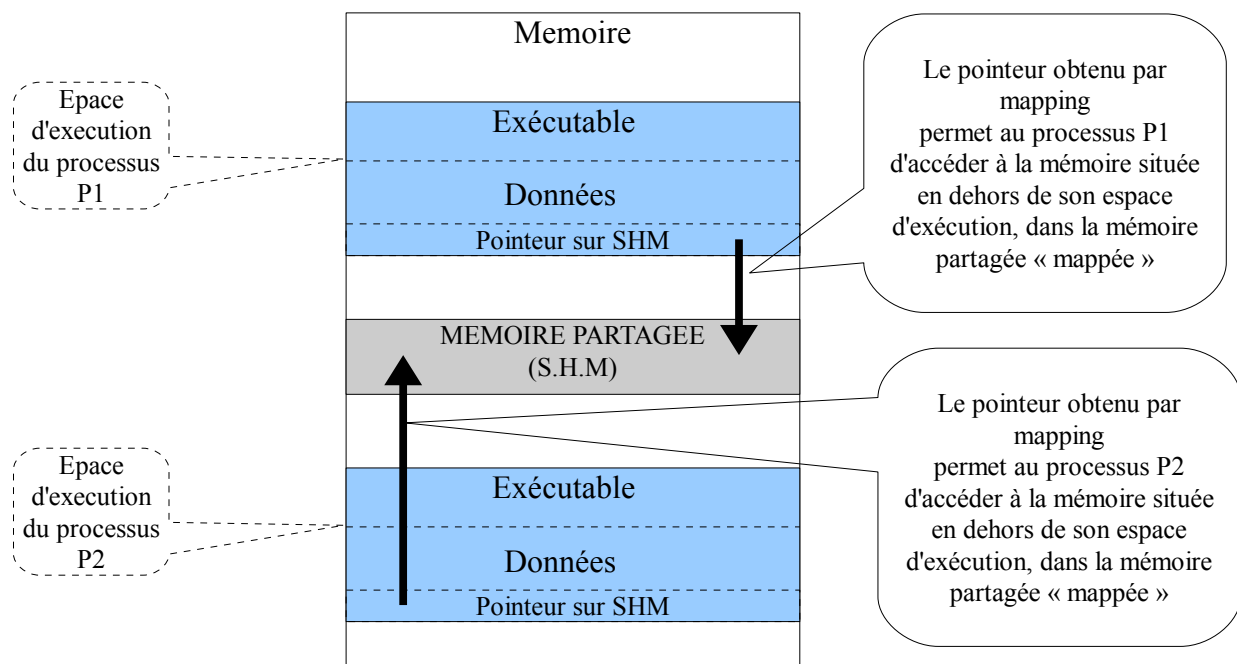 Memoire
Epace
d'execution
du processus
P1
Exécutable
Données
Pointeur sur SHM
Le pointeur obtenu par
mapping
permet au processus P1
d'accéder à la mémoire située
en dehors de son espace
d'exécution, dans la mémoire
partagée « mappée »
MEMOIRE PARTAGEE
(S.H.M)
Epace
d'execution
du processus
P2
Exécutable
Données
Pointeur sur SHM
Le pointeur obtenu par
mapping
permet au processus P2
d'accéder à la mémoire située
en dehors de son espace
d'exécution, dans la mémoire
partagée « mappée »